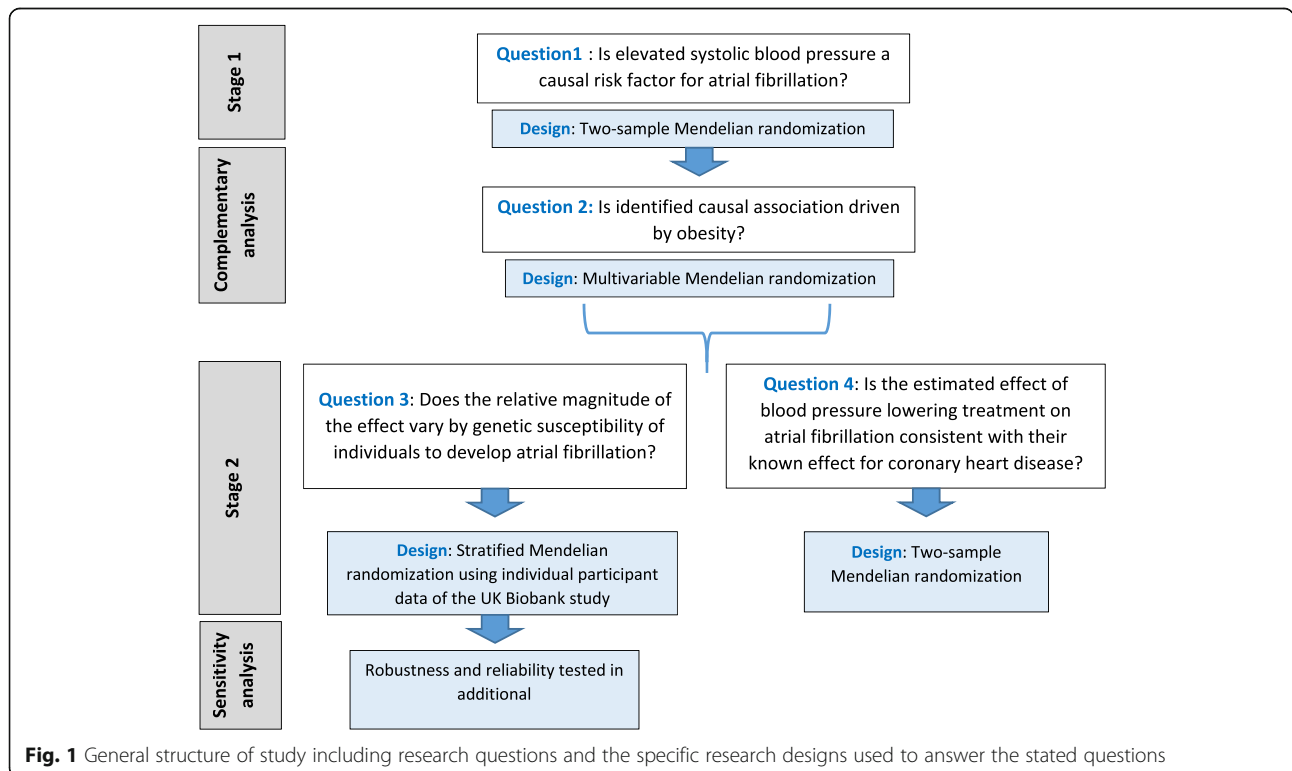 Stage 1
Question1 : Is elevated systolic blood pressure a
causal risk factor for atrial fibrillation?
Design: Two-sample Mendelian randomization
Complementary
analysis
Question 2: Is identified causal association driven
by obesity?
Design: Multivariable Mendelian randomization
Stage 2
Question 3: Does the relative magnitude of
the effect vary by genetic susceptibility of
individuals to develop atrial fibrillation?
Question 4: Is the estimated effect of
blood pressure lowering treatment on
atrial fibrillation consistent with their
known effect for coronary heart disease?
Design: Stratified Mendelian
randomization using individual participant
data of the UK Biobank study
Design: Two-sample
Mendelian randomization
Sensitivity
analysis
Robustness and reliability tested in
additional
Fig. 1 General structure of study including research questions and the specific research designs used to answer the stated questions